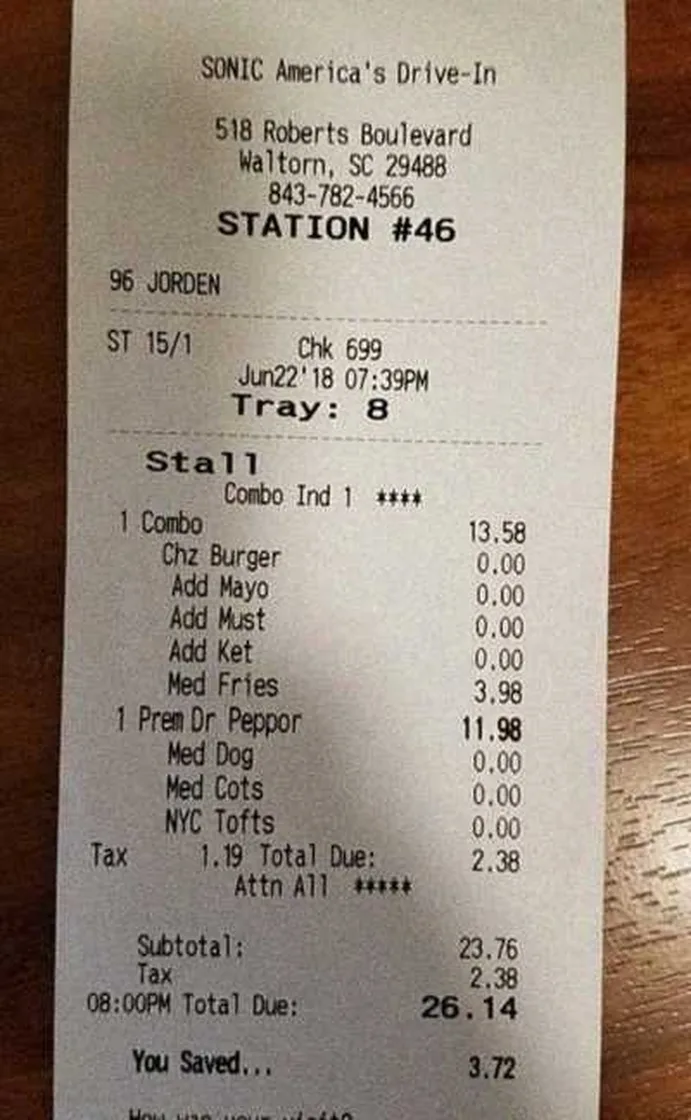 SONIC America's Drive-In
518 Roberts Boulevard
Waltorn, SC 29488
843-782-4566
STATION #46
96 JORDEN
ST 15/1 Chk 699
Jun22'18 07:39PM
Tray: 8
Stall
Combo Ind 1 ****
1 Combo 13.58
Chz Burger 0.00
Add Mayo 0.00
Add Must 0.00
Add Ket 0.00
Med Fries 3.98
1 Prem Dr Peppor 11.98
Med Dog 0.00
Med Cots 0.00
NYC Tofts 0.00
Tax 1.19 Total Due: 2.38
Attn All *****
Subtotal: 23.76
Tax 2.38
08:00PM Total Due: 26.14
You Saved... 3.72
How was your visit?